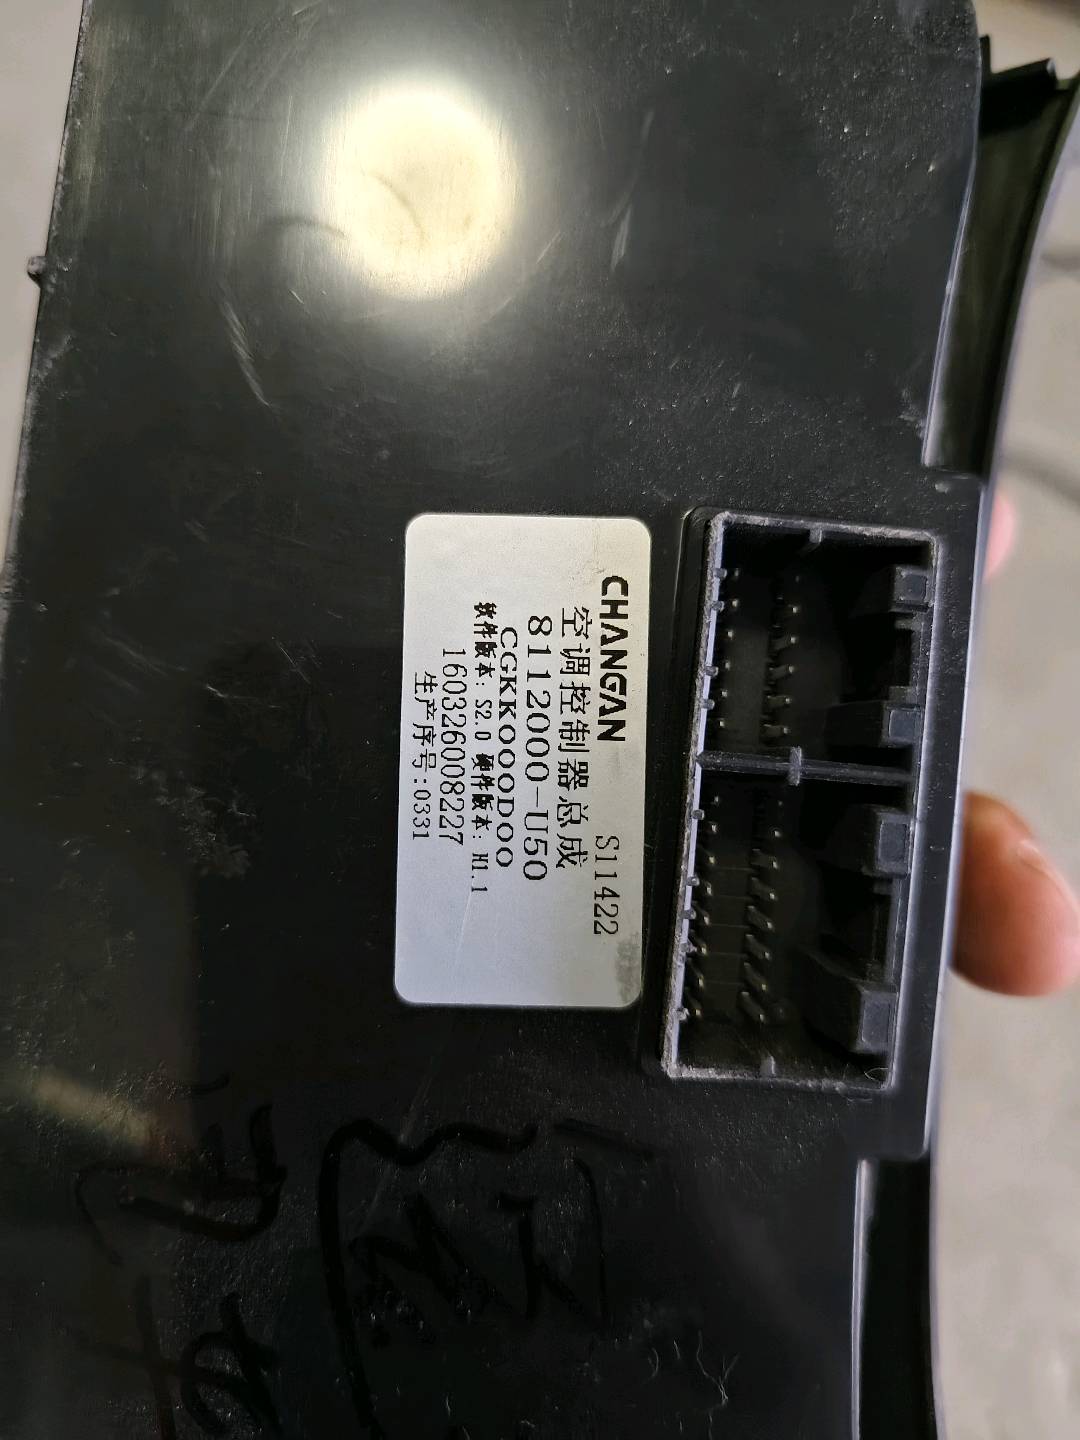 CHANGAN S11422
空调控制器总成
8112000-U50
CGKK000D00
软件版本: S2.0 硬件版本: H1.1
160326008227
生产序号:0331